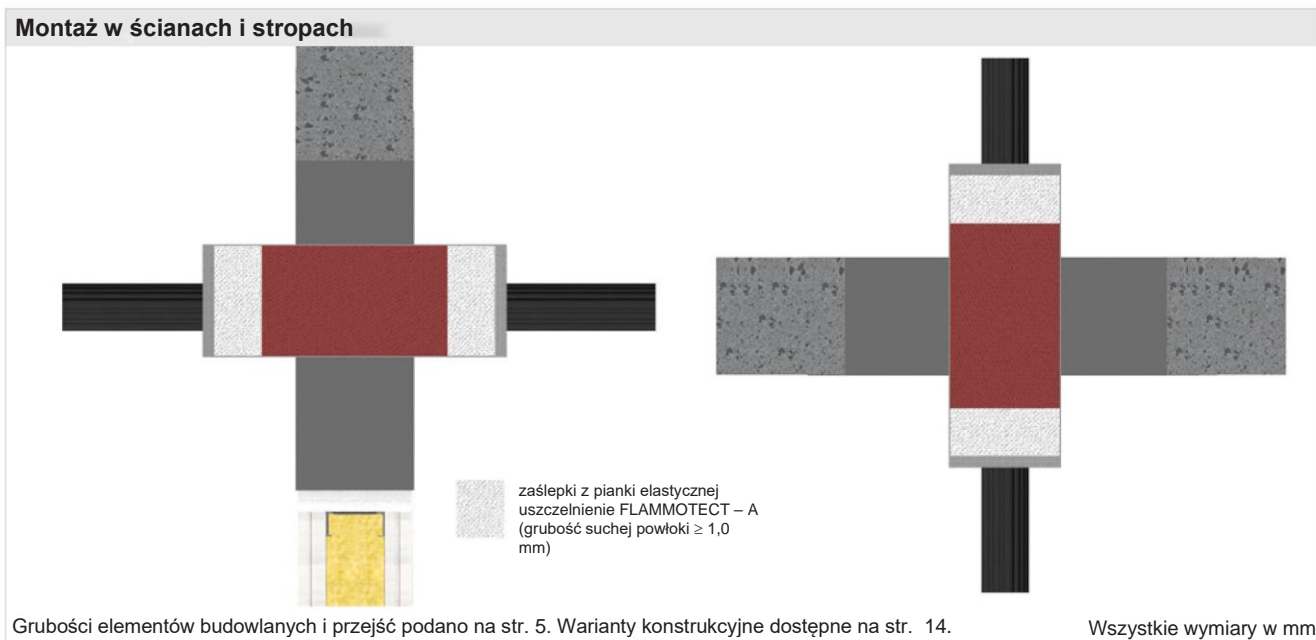 Montaż w ścianach i stropach
zaślepki z pianki elastycznej
uszczelnienie FLAMMOTECT – A
(grubość suchej powłoki ≥ 1,0
mm)
Grubości elementów budowlanych i przejść podano na str. 5. Warianty konstrukcyjne dostępne na str. 14.
Wszystkie wymiary w mm